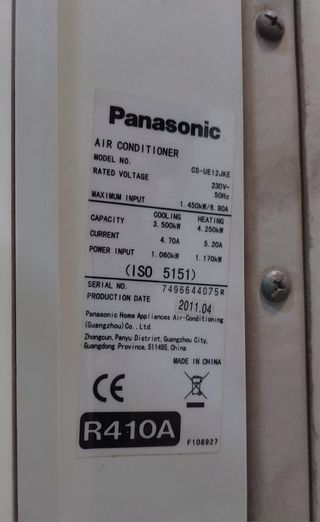 Panasonic
AIR CONDITIONER
MODEL NO. CS-UE12JKE
RATED VOLTAGE 230V~
50Hz
MAXIMUM INPUT 1.450kW/6.80A
COOLING HEATING
CAPACITY 3.500kW 4.250kW
CURRENT 4.70A 5.20A
POWER INPUT 1.060kW 1.170kW
(ISO 5151)
SERIAL NO. 7496644075R
PRODUCTION DATE 2011.04
Panasonic Home Appliances Air-Conditioning
(Guangzhou) Co., Ltd.
Zhongcun, Panyu District, Guangzhou City,
Guangdong Province, 511495, China
MADE IN CHINA
CE
R410A
F108927